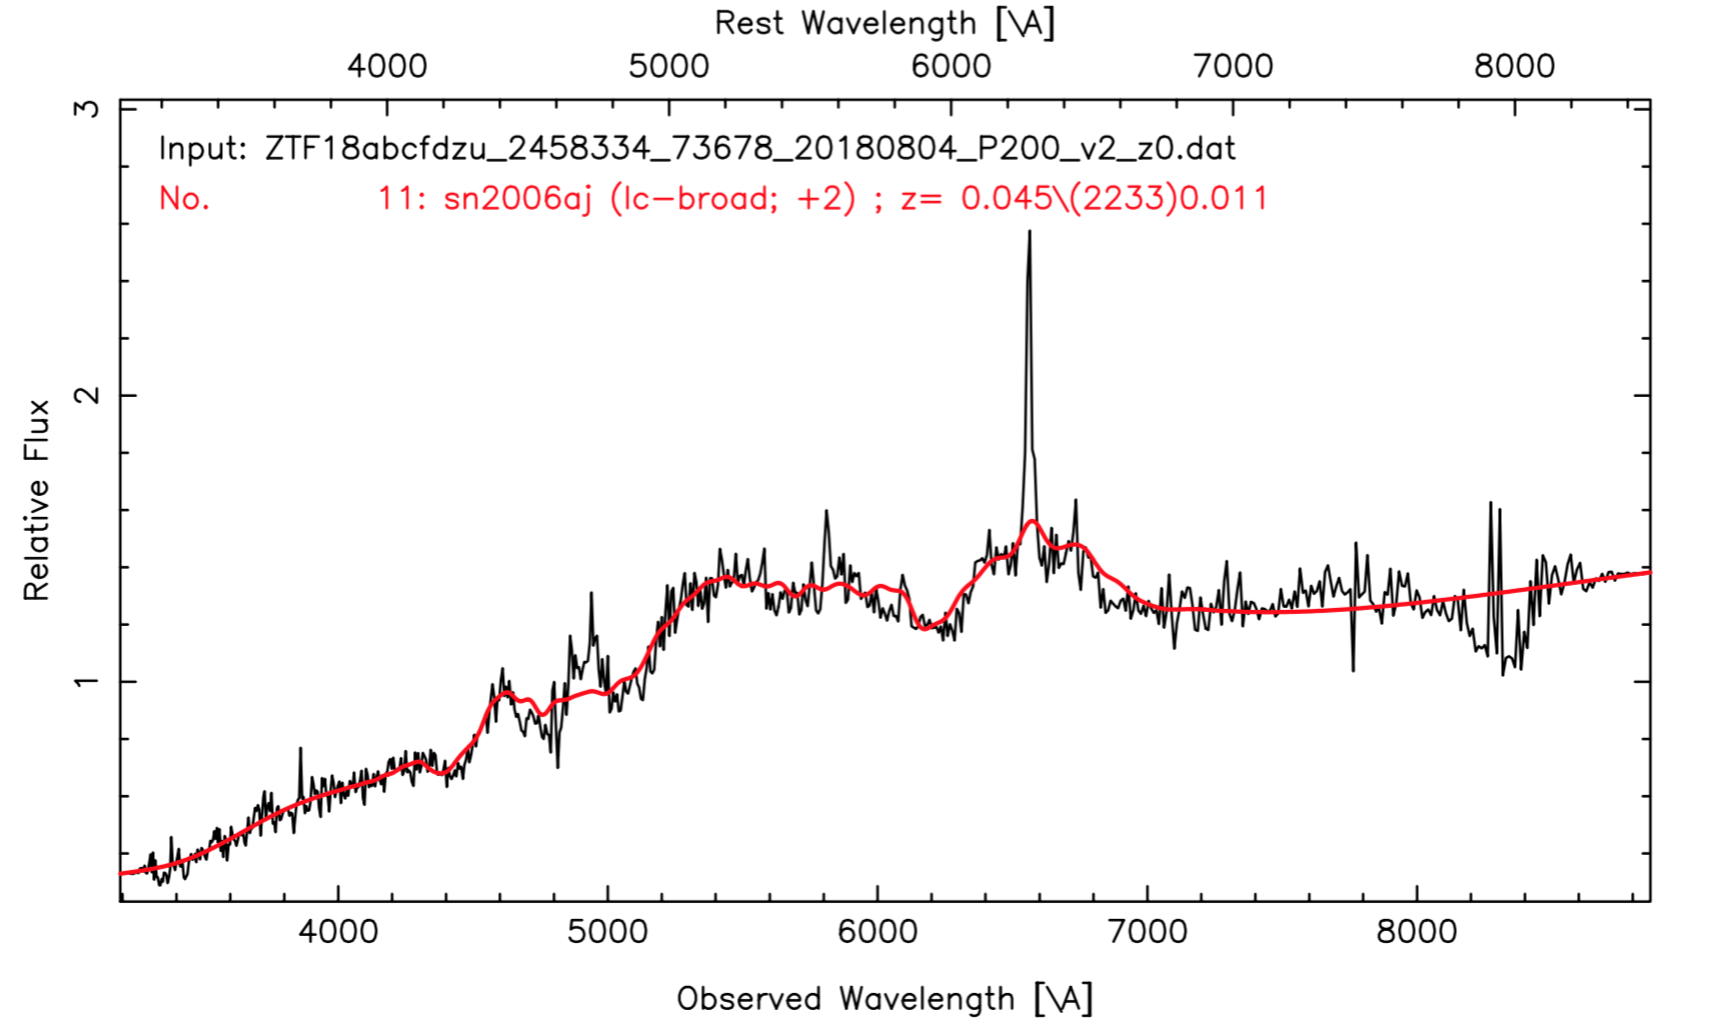 Rest Wavelength [\A]
4000 5000 6000 7000 8000
Input: ZTF18abcfdzu_2458334_73678_20180804_P200_v2_z0.dat
No. 11: sn2006aj (Ic-broad; +2) ; z= 0.045\(2233)0.011
3
2
1
Relative Flux
4000 5000 6000 7000 8000
Observed Wavelength [\A]